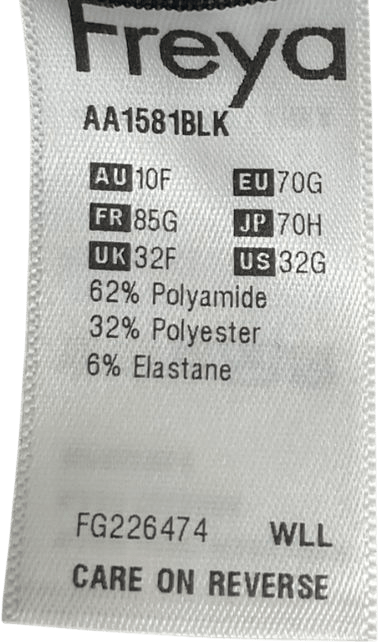 Freya
AA1581BLK
AU 10F EU 70G
FR 85G JP 70H
UK 32F US 32G
62% Polyamide
32% Polyester
6% Elastane
FG226474 WLL
CARE ON REVERSE